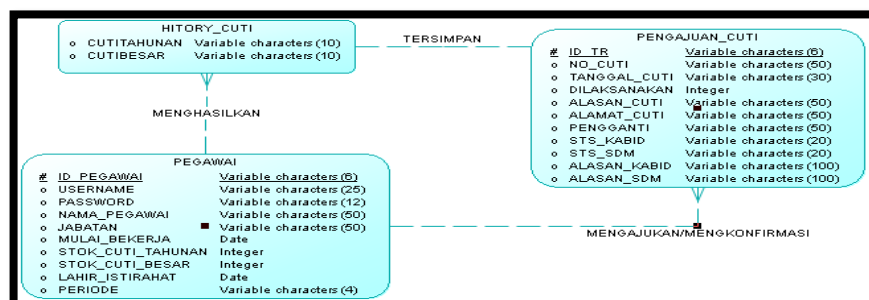 HITORY_CUTI
o CUTITAHUNAN Variable characters (10)
o CUTIBESAR Variable characters (10)
TERSIMPAN
PENGAJUAN_CUTI
# ID_TR Variable characters (6)
o NO_CUTI Variable characters (50)
o TANGGAL_CUTI Variable characters (30)
o DILAKSANAKAN Integer
o ALASAN_CUTI Variable characters (50)
o ALAMAT_CUTI Variable characters (50)
o PENGGANTI Variable characters (50)
o STS_KABID Variable characters (20)
o STS_SDM Variable characters (20)
o ALASAN_KABID Variable characters (100)
o ALASAN_SDM Variable characters (100)
MENGHASILKAN
PEGAWAI
# ID_PEGAWAI Variable characters (6)
o USERNAME Variable characters (25)
o PASSWORD Variable characters (12)
o NAMA_PEGAWAI Variable characters (50)
o JABATAN Variable characters (50)
o MULAI_BEKERJA Date
o STOK_CUTI_TAHUNAN Integer
o STOK_CUTI_BESAR Integer
o LAHIR_ISTIRAHAT Date
o PERIODE Variable characters (4)
MENGAJUKAN/MENGKONFIRMASI